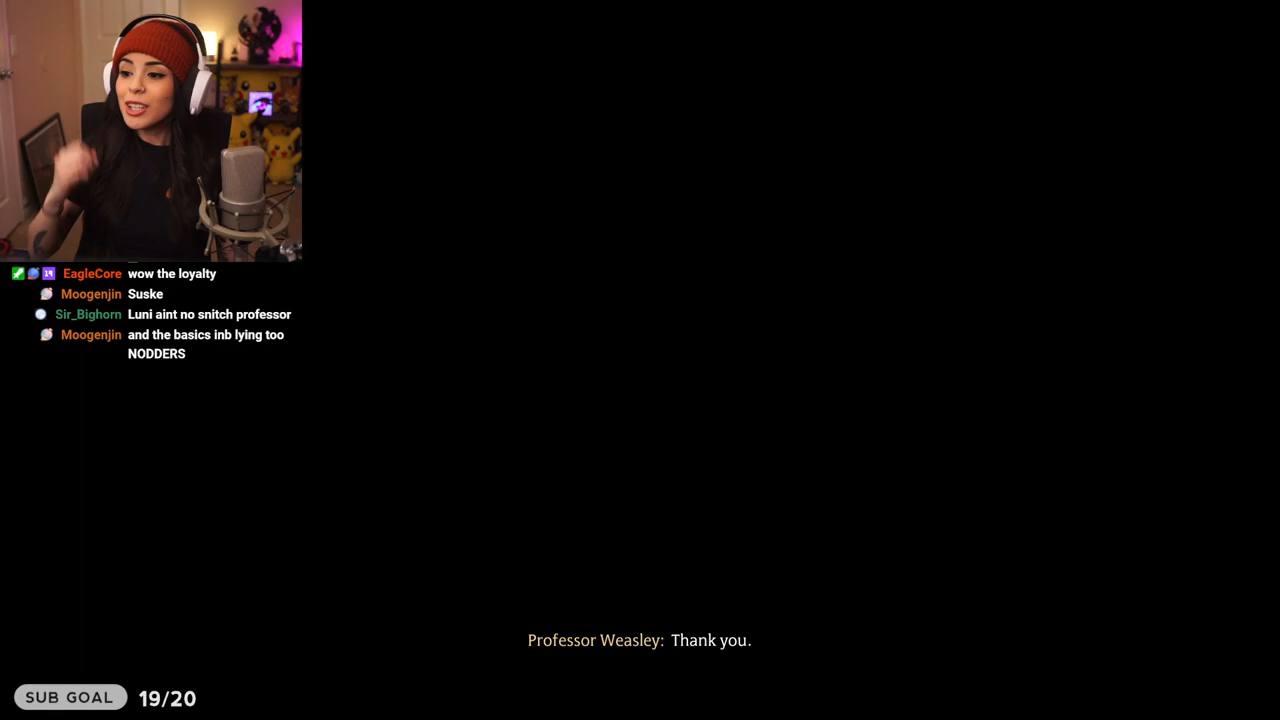 EagleCore wow the loyalty
Moogenjin Suske
Sir_Bighorn Luni aint no snitch professor
Moogenjin and the basics inb lying too
NODDERS
Professor Weasley: Thank you.
SUB GOAL 19/20